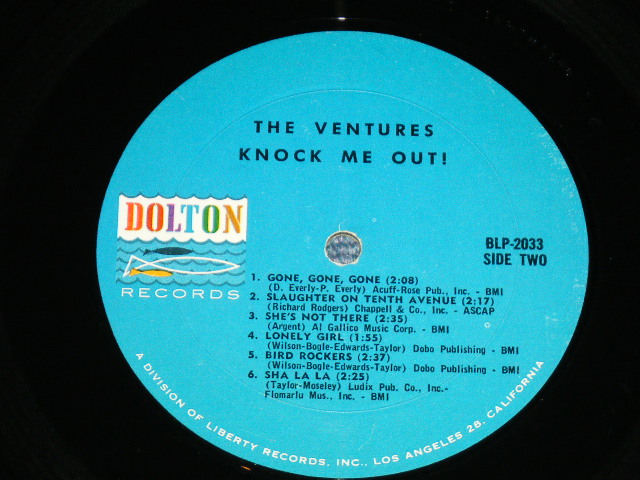 THE VENTURES
KNOCK ME OUT!
DOLTON
RECORDS
BLP-2033
SIDE TWO
1. GONE, GONE, GONE (2:08)
(D. Everly-P. Everly) Acuff-Rose Pub., Inc. - BMI
2. SLAUGHTER ON TENTH AVENUE (2:17)
(Richard Rodgers) Chappell & Co., Inc. - ASCAP
3. SHE'S NOT THERE (2:35)
(Argent) Al Gallico Music Corp. - BMI
4. LONELY GIRL (1:55)
(Wilson-Bogle-Edwards-Taylor) Dobo Publishing - BMI
5. BIRD ROCKERS (2:37)
(Wilson-Bogle-Edwards-Taylor) Dobo Publishing - BMI
6. SHA LA LA (2:25)
(Taylor-Moseley) Ludix Pub. Co., Inc.-
Flomarlu Mus., Inc. - BMI
A DIVISION OF LIBERTY RECORDS, INC., LOS ANGELES 28, CALIFORNIA